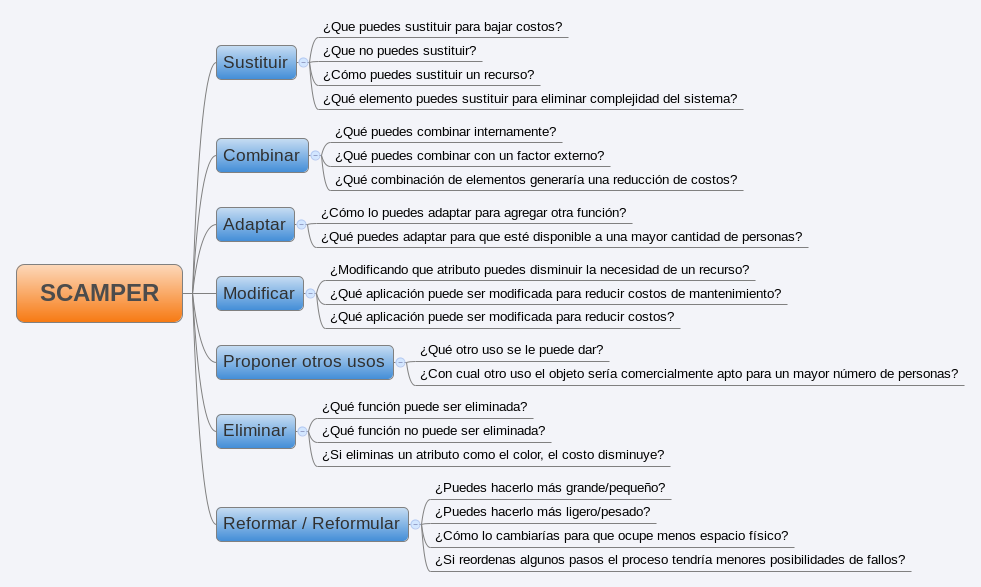 SCAMPER
Sustituir
¿Que puedes sustituir para bajar costos?
¿Que no puedes sustituir?
¿Cómo puedes sustituir un recurso?
¿Qué elemento puedes sustituir para eliminar complejidad del sistema?
Combinar
¿Qué puedes combinar internamente?
¿Qué puedes combinar con un factor externo?
¿Qué combinación de elementos generaría una reducción de costos?
Adaptar
¿Cómo lo puedes adaptar para agregar otra función?
¿Qué puedes adaptar para que esté disponible a una mayor cantidad de personas?
Modificar
¿Modificando que atributo puedes disminuir la necesidad de un recurso?
¿Qué aplicación puede ser modificada para reducir costos de mantenimiento?
¿Qué aplicación puede ser modificada para reducir costos?
Proponer otros usos
¿Qué otro uso se le puede dar?
¿Con cual otro uso el objeto sería comercialmente apto para un mayor número de personas?
Eliminar
¿Qué función puede ser eliminada?
¿Qué función no puede ser eliminada?
¿Si eliminas un atributo como el color, el costo disminuye?
Reformar / Reformular
¿Puedes hacerlo más grande/pequeño?
¿Puedes hacerlo más ligero/pesado?
¿Cómo lo cambiarías para que ocupe menos espacio físico?
¿Si reordenas algunos pasos el proceso tendría menores posibilidades de fallos?